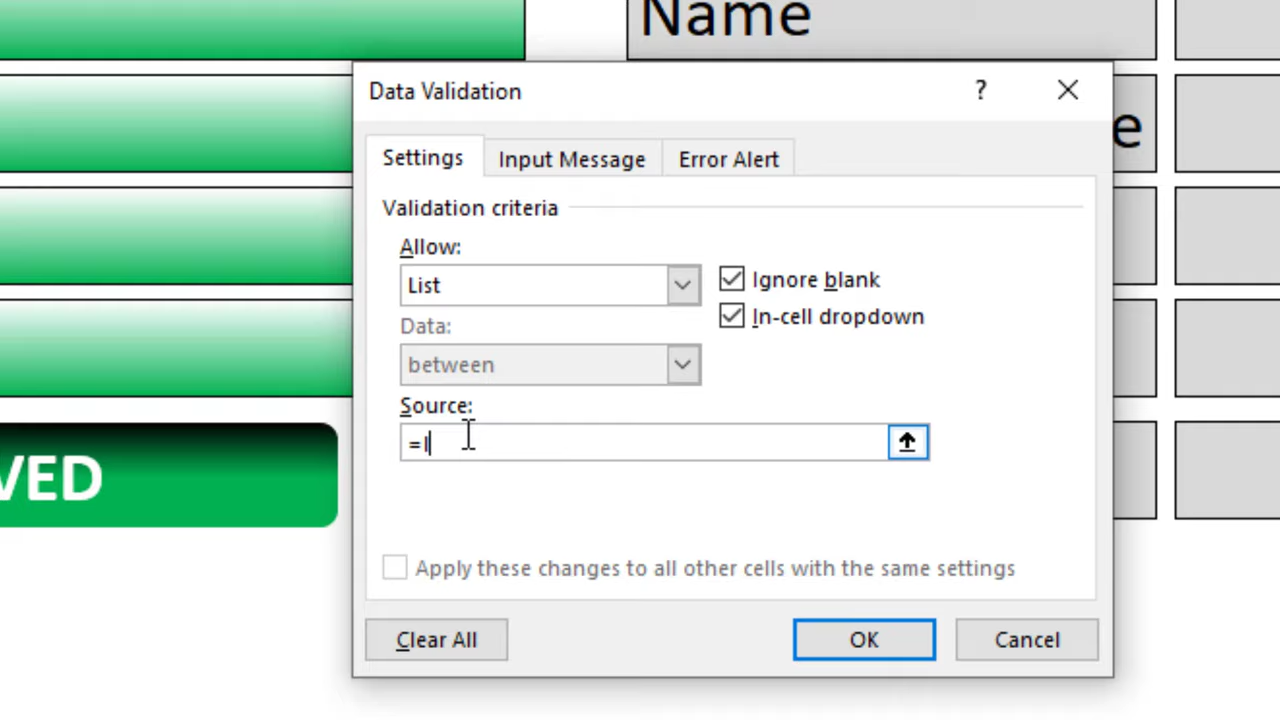 Name
Data Validation
?
Settings
Input Message
Error Alert
Validation criteria
Allow:
List
Ignore blank
In-cell dropdown
Data:
between
Source:
=I
e
VED
Apply these changes to all other cells with the same settings
Clear All
OK
Cancel